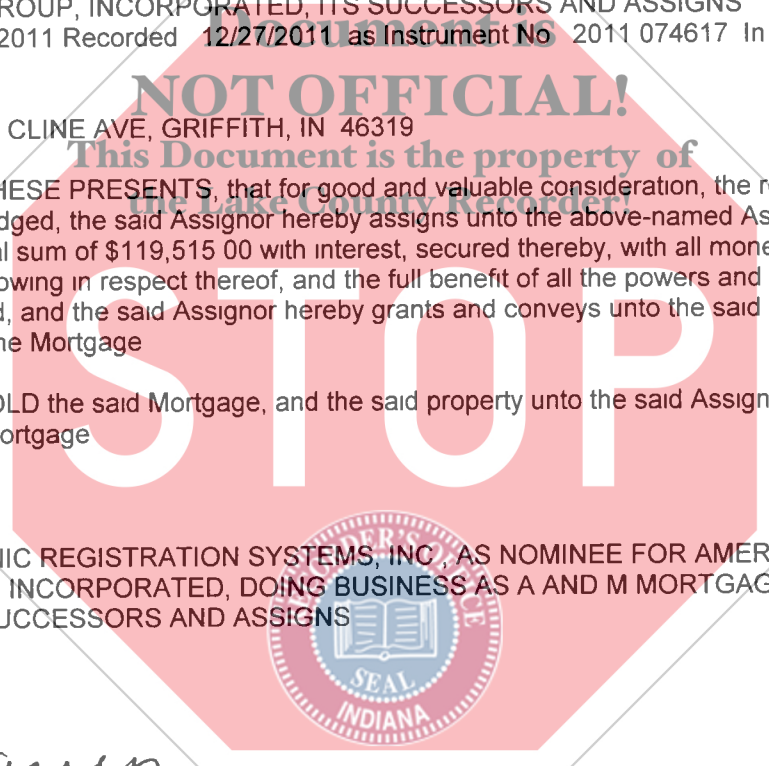 ROUP, INCORPORATED, ITS SUCCESSORS AND ASSIGNS
Document is
2011 Recorded 12/27/2011 as Instrument No 2011 074617 In
NOT OFFICIAL!
CLINE AVE, GRIFFITH, IN 46319
This Document is the property of
HESE PRESENTS, that for good and valuable consideration, the r
the Lake County Recorder!
dged, the said Assignor hereby assigns unto the above-named As
l sum of $119,515 00 with interest, secured thereby, with all mone
owing in respect thereof, and the full benefit of all the powers and
d, and the said Assignor hereby grants and conveys unto the said
ne Mortgage
STOP
OLD the said Mortgage, and the said property unto the said Assign
ortgage
NIC REGISTRATION SYSTEMS, INC , AS NOMINEE FOR AMER
INCORPORATED, DOING BUSINESS AS A AND M MORTGAG
UCCESSORS AND ASSIGNS
RECORDER'S OFFICE
SEAL
INDIANA